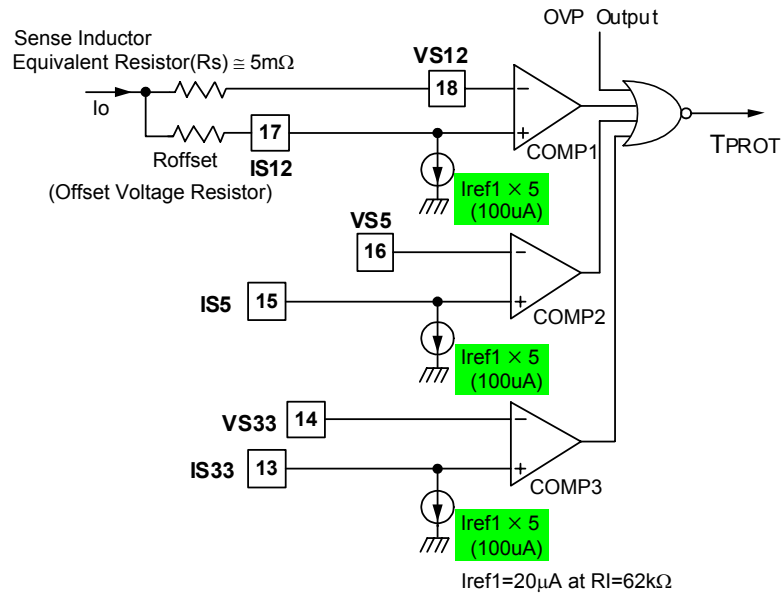 OVP Output
Sense Inductor
Equivalent Resistor(Rs) ≅ 5mΩ
VS12
18
−
Io
17
+
COMP1
TPROT
Roffset
IS12
(Offset Voltage Resistor)
Iref1 × 5
(100uA)
VS5
16
−
IS5
15
+
COMP2
Iref1 × 5
(100uA)
VS33
14
−
IS33
13
+
COMP3
Iref1 × 5
(100uA)
Iref1=20μA at RI=62kΩ